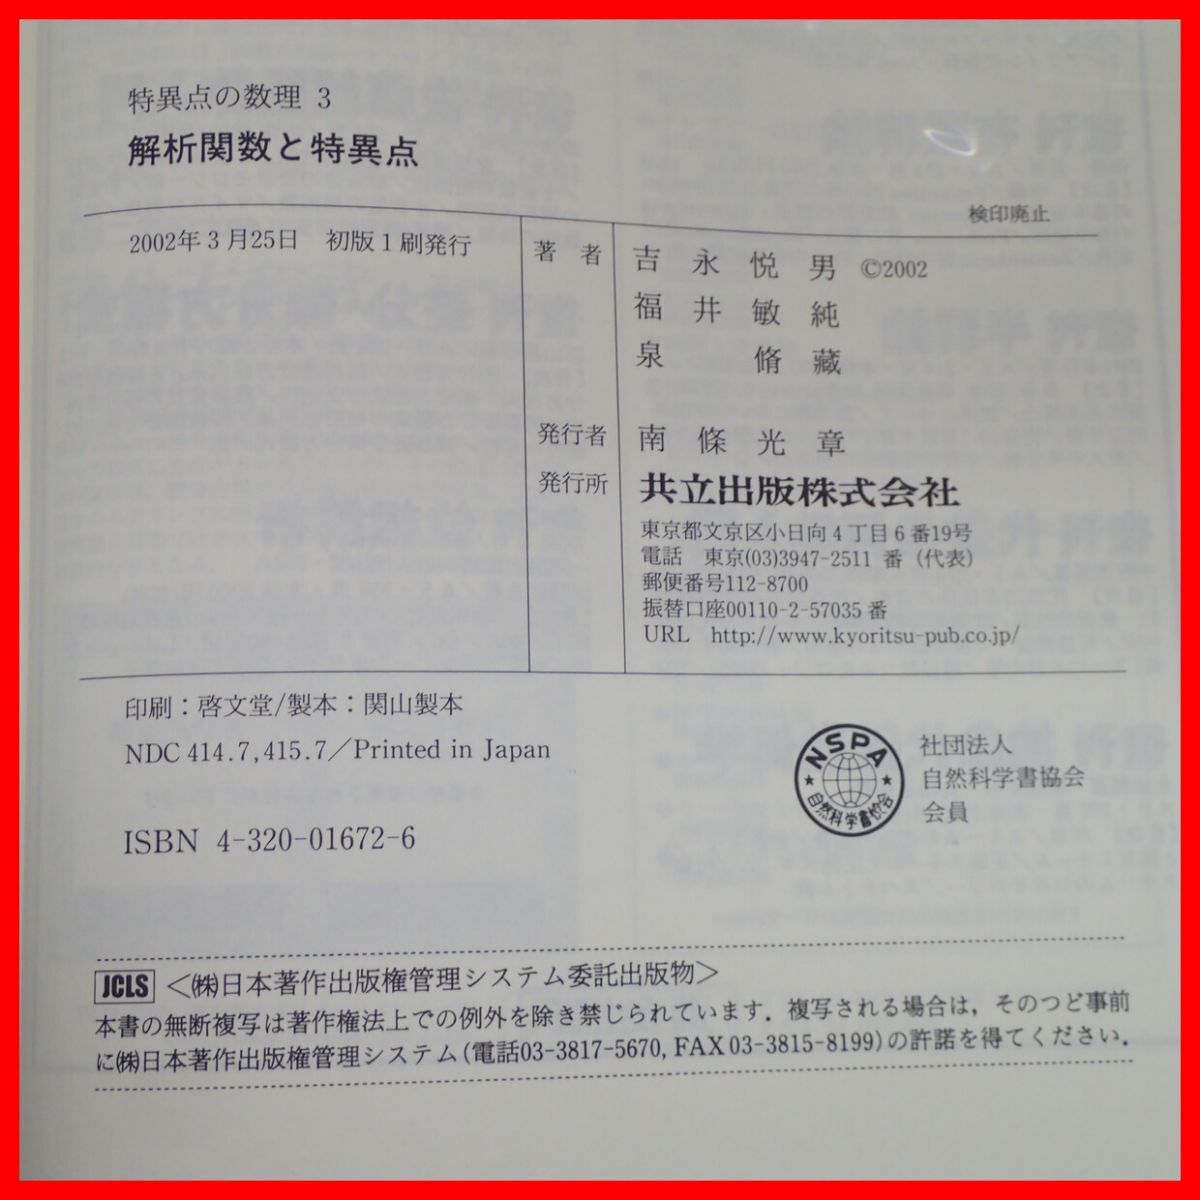 特異点の数理 3
解析関数と特異点
検印廃止
2002年3月25日　初版1刷発行
著 者 吉永悦男 ©2002
福井敏純
泉 脩藏
発行者 南條光章
発行所 共立出版株式会社
東京都文京区小日向4丁目6番19号
電話　東京(03)3947-2511 番（代表）
郵便番号112-8700
振替口座00110-2-57035 番
URL　http://www.kyoritsu-pub.co.jp/
印刷：啓文堂/製本：関山製本
NDC 414.7, 415.7／Printed in Japan
ISBN 4-320-01672-6
NSPA
自然科学書協会
社団法人
自然科学書協会
会員
JCLS ＜㈱日本著作出版権管理システム委託出版物＞
本書の無断複写は著作権法上での例外を除き禁じられています．複写される場合は，そのつど事前
に㈱日本著作出版権管理システム（電話03-3817-5670, FAX 03-3815-8199）の許諾を得てください．